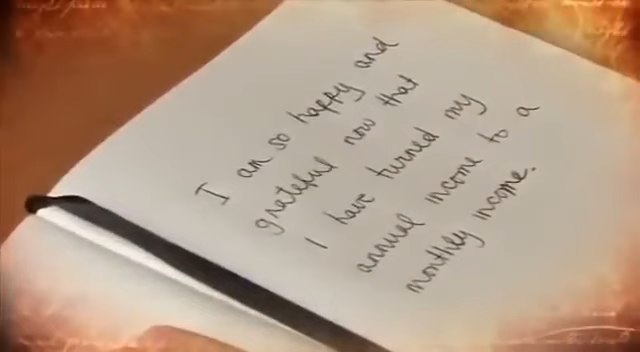 I am so happy and
grateful now that
I have turned my
annual income to a
monthly income.